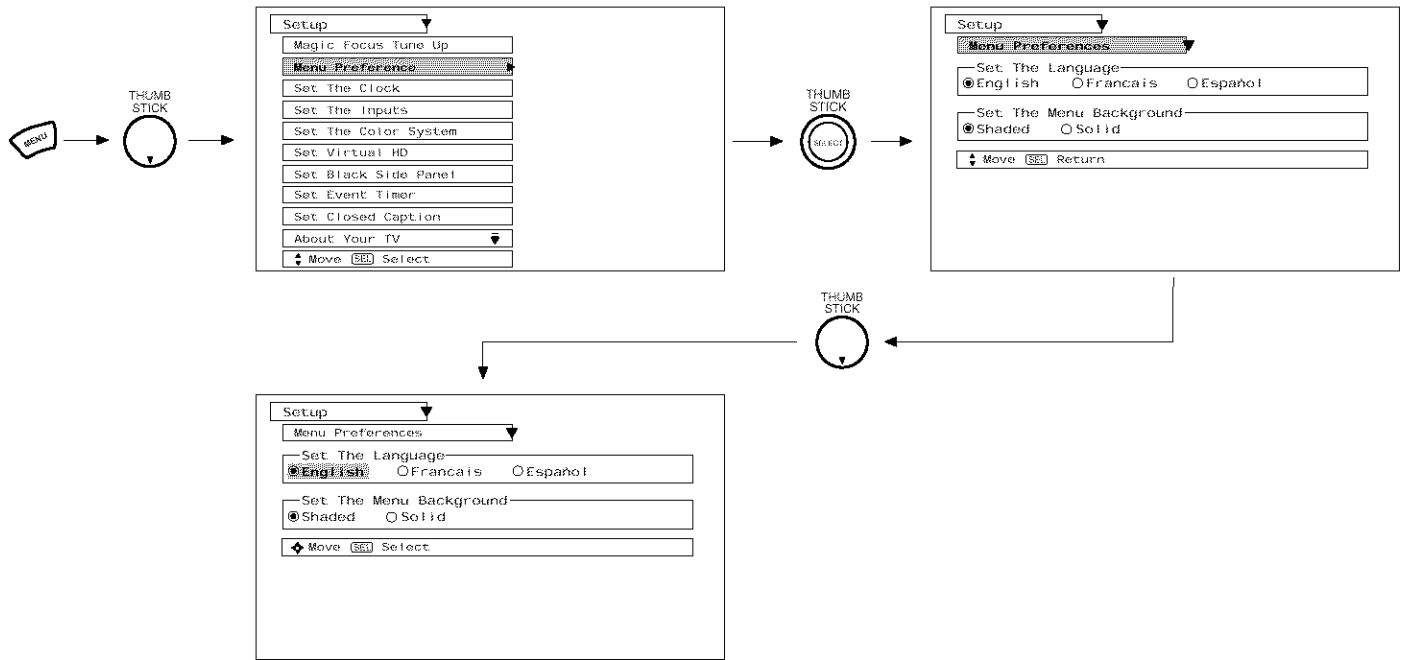 Setup
Magic Focus Tune Up
Menu Preference
Set The Clock
Set The Inputs
Set The Color System
Set Virtual HD
Set Black Side Panel
Set Event Timer
Set Closed Caption
About Your TV
Move SEL Select
MENU
THUMB
STICK
THUMB
STICK
SELECT
Setup
Menu Preferences
Set The Language
English Francais Español
Set The Menu Background
Shaded Solid
Move SEL Return
THUMB
STICK
Setup
Menu Preferences
Set The Language
English Francais Español
Set The Menu Background
Shaded Solid
Move SEL Select